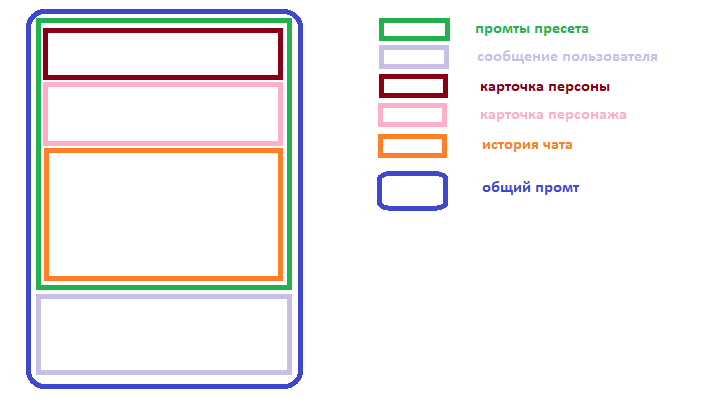 промты пресета
сообщение пользователя
карточка персоны
карточка персонажа
история чата
общий промт